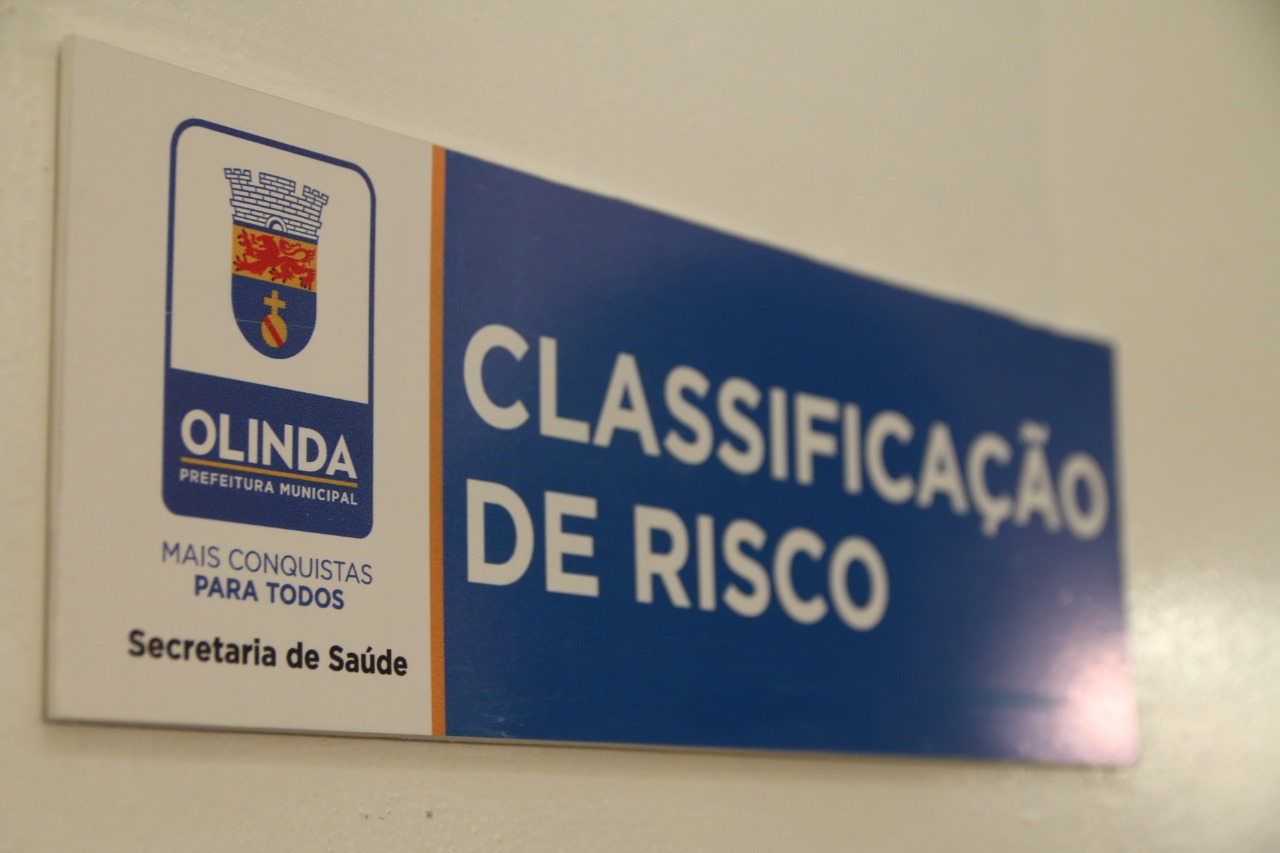 OLINDA
PREFEITURA MUNICIPAL
MAIS CONQUISTAS
PARA TODOS
Secretaria de Saúde
CLASSIFICAÇÃO
DE RISCO